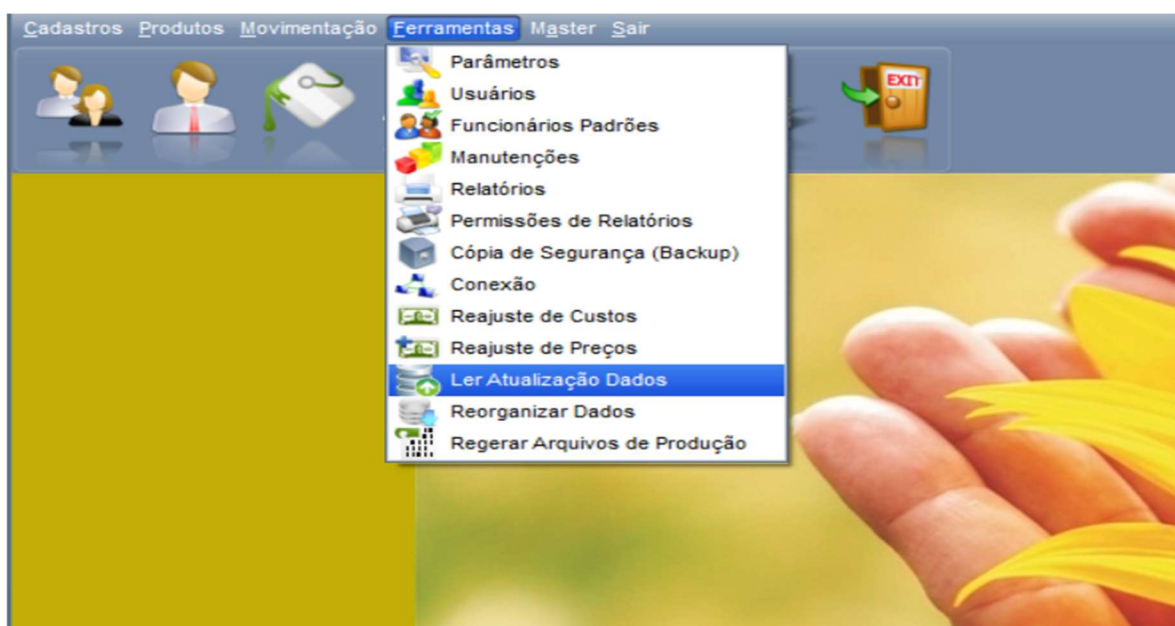 Cadastros Produtos Movimentação Ferramentas Master Sair
EXIT
Parâmetros
Usuários
Funcionários Padrões
Manutenções
Relatórios
Permissões de Relatórios
Cópia de Segurança (Backup)
Conexão
Reajuste de Custos
Reajuste de Preços
Ler Atualização Dados
Reorganizar Dados
Regerar Arquivos de Produção